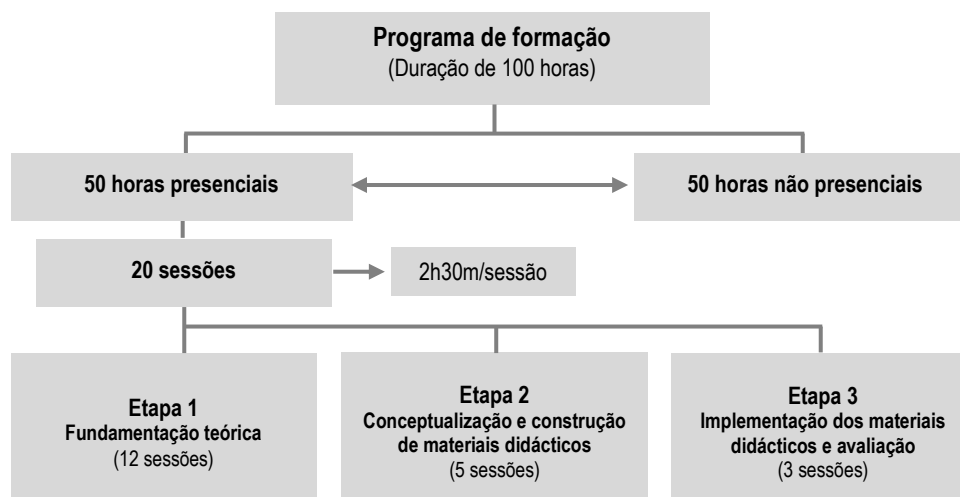 Programa de formação
(Duração de 100 horas)
50 horas presenciais
50 horas não presenciais
20 sessões
2h30m/sessão
Etapa 1
Fundamentação teórica
(12 sessões)
Etapa 2
Conceptualização e construção
de materiais didácticos
(5 sessões)
Etapa 3
Implementação dos materiais
didácticos e avaliação
(3 sessões)